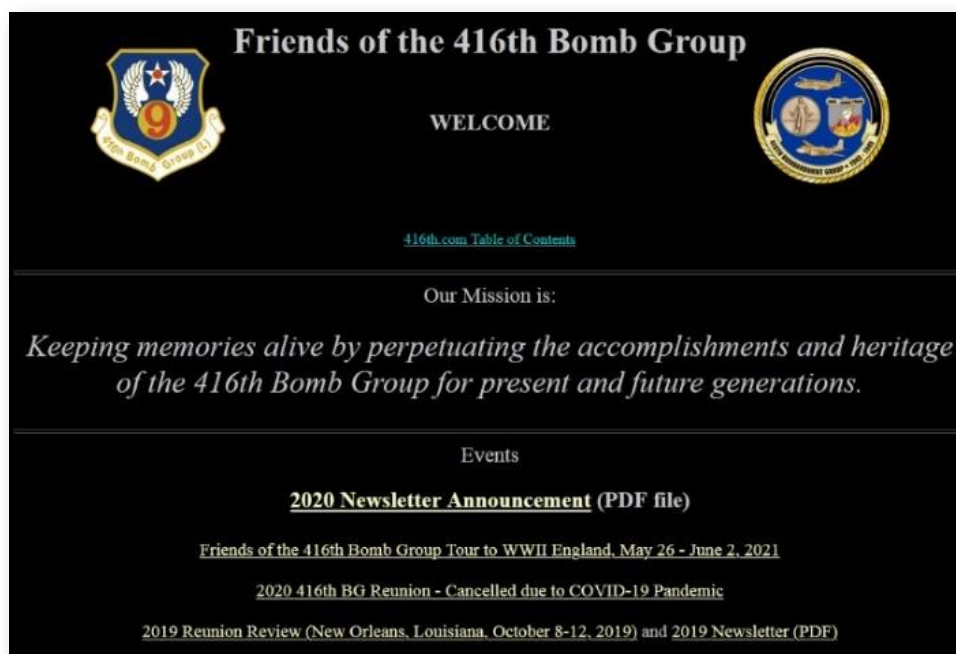 Friends of the 416th Bomb Group
9
416th Bomb Group (L)
WELCOME
416th.com Table of Contents
Our Mission is:
Keeping memories alive by perpetuating the accomplishments and heritage
of the 416th Bomb Group for present and future generations.
Events
2020 Newsletter Announcement (PDF file)
Friends of the 416th Bomb Group Tour to WWII England, May 26 - June 2, 2021
2020 416th BG Reunion - Cancelled due to COVID-19 Pandemic
2019 Reunion Review (New Orleans, Louisiana, October 8-12, 2019) and 2019 Newsletter (PDF)